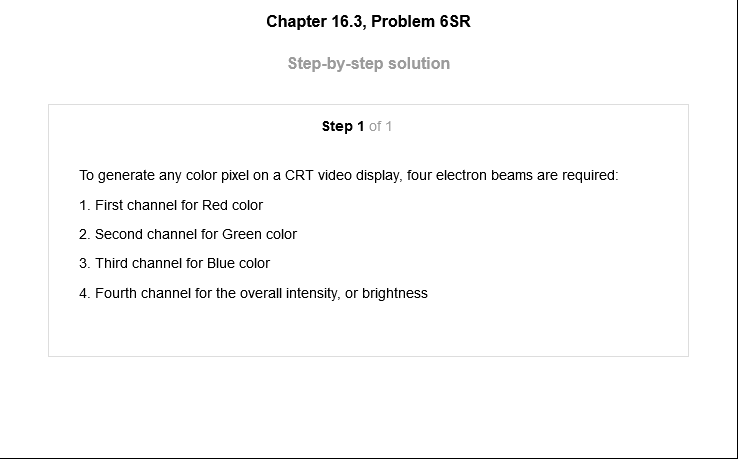 Chapter 16.3, Problem 6SR
Step-by-step solution
Step 1 of 1
To generate any color pixel on a CRT video display, four electron beams are required:
1. First channel for Red color
2. Second channel for Green color
3. Third channel for Blue color
4. Fourth channel for the overall intensity, or brightness